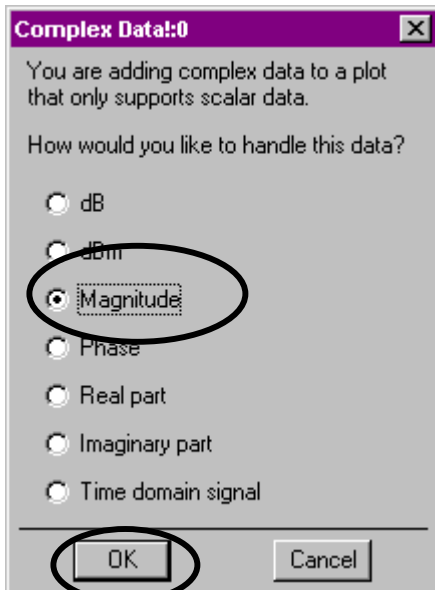 Complex Data!:0
You are adding complex data to a plot
that only supports scalar data.
How would you like to handle this data?
dB
dBm
Magnitude
Phase
Real part
Imaginary part
Time domain signal
OK Cancel